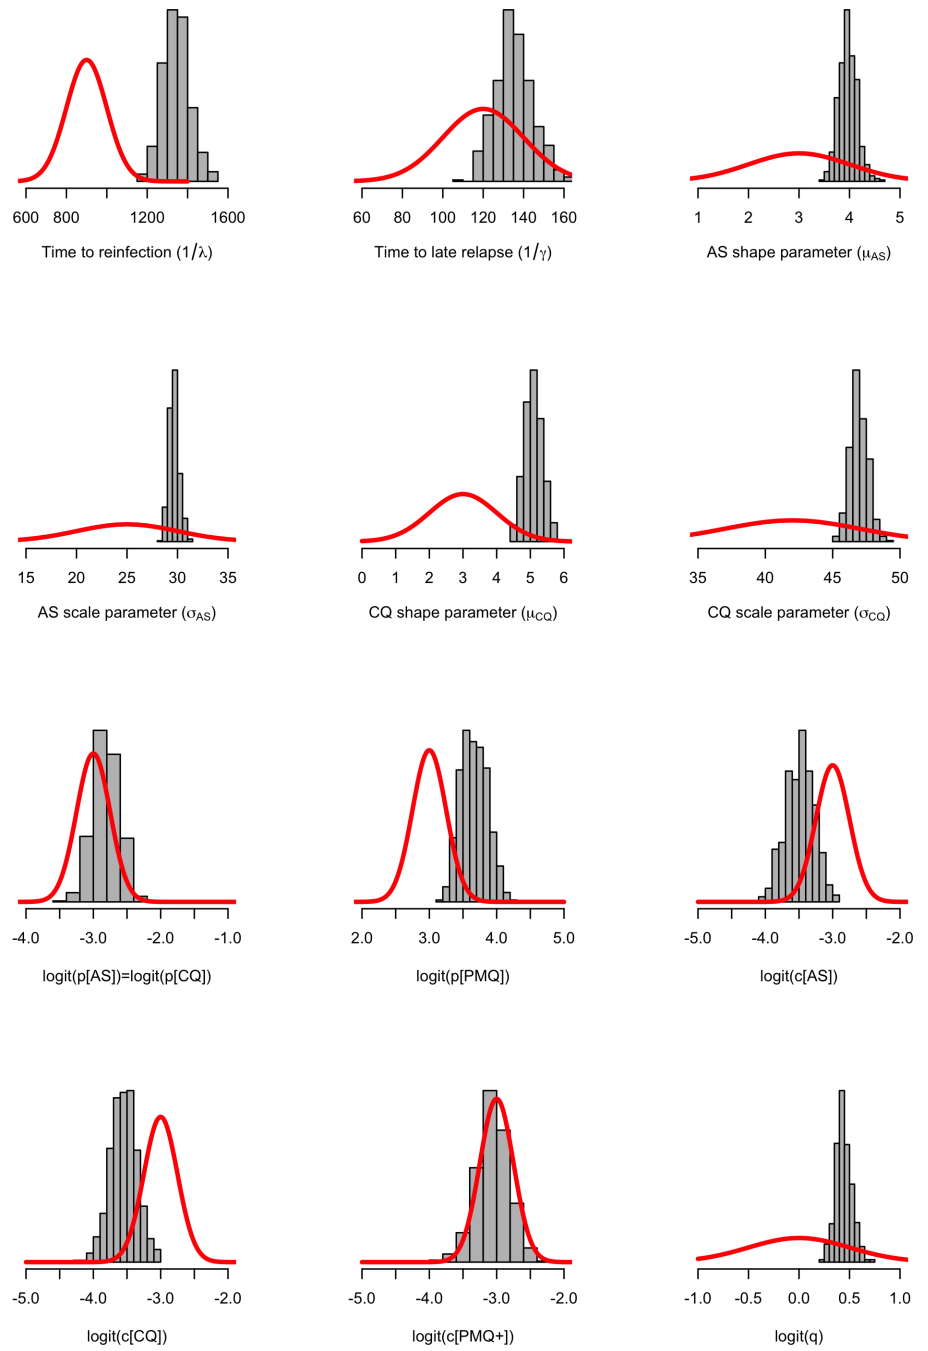 600 800 1200 1600
Time to reinfection (1/λ)
60 80 100 120 140 160
Time to late relapse (1/γ)
1 2 3 4 5
AS shape parameter (μAS)
15 20 25 30 35
AS scale parameter (σAS)
0 1 2 3 4 5 6
CQ shape parameter (μCQ)
35 40 45 50
CQ scale parameter (σCQ)
-4.0 -3.0 -2.0 -1.0
logit(p[AS])=logit(p[CQ])
2.0 3.0 4.0 5.0
logit(p[PMQ])
-5.0 -4.0 -3.0 -2.0
logit(c[AS])
-5.0 -4.0 -3.0 -2.0
logit(c[CQ])
-5.0 -4.0 -3.0 -2.0
logit(c[PMQ+])
-1.0 -0.5 0.0 0.5 1.0
logit(q)